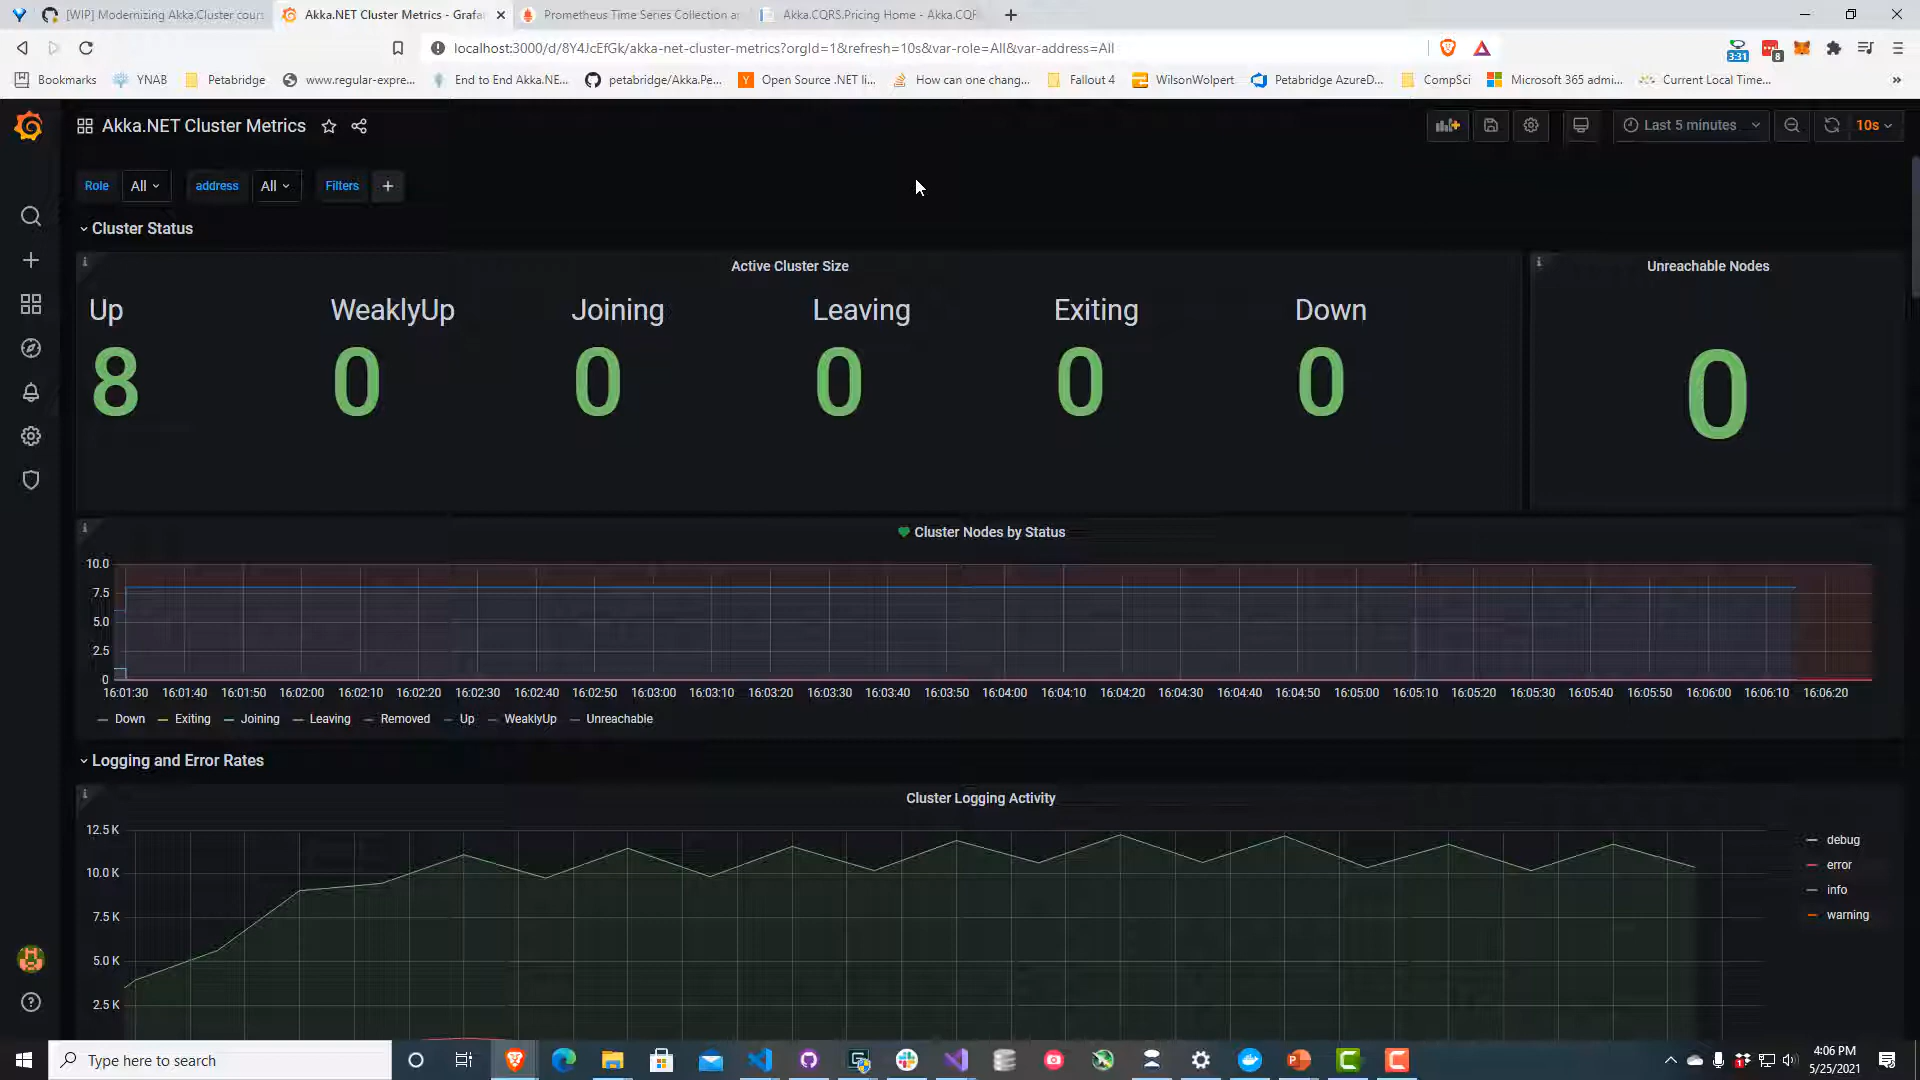 [WIP] Modernizing Akka.Cluster cour
Akka.NET Cluster Metrics - Grafa
Prometheus Time Series Collection a
Akka.CQRS.Pricing Home - Akka.CQF
localhost:3000/d/8Y4JcEfGk/akka-net-cluster-metrics?orgId=1&refresh=10s&var-role=All&var-address=All
3:31
8
Bookmarks
YNAB
Petabridge
www.regular-expre...
End to End Akka.NE...
petabridge/Akka.Pe...
Open Source .NET li...
How can one chang...
Fallout 4
WilsonWolpert
Petabridge AzureD...
CompSci
Microsoft 365 admi...
Current Local Time...
Akka.NET Cluster Metrics
Last 5 minutes
10s
Role
All
address
All
Filters
Cluster Status
Active Cluster Size
Unreachable Nodes
Up WeaklyUp Joining Leaving Exiting Down
8 0 0 0 0 0
0
Cluster Nodes by Status
10.0
7.5
5.0
2.5
0
16:01:30 16:01:40 16:01:50 16:02:00 16:02:10 16:02:20 16:02:30 16:02:40 16:02:50 16:03:00 16:03:10 16:03:20 16:03:30 16:03:40 16:03:50 16:04:00 16:04:10 16:04:20 16:04:30 16:04:40 16:04:50 16:05:00 16:05:10 16:05:20 16:05:30 16:05:40 16:05:50 16:06:00 16:06:10 16:06:20
Down Exiting Joining Leaving Removed Up WeaklyUp Unreachable
Logging and Error Rates
Cluster Logging Activity
12.5 K
10.0 K
7.5 K
5.0 K
2.5 K
debug
error
info
warning
Type here to search
4:06 PM
5/25/2021